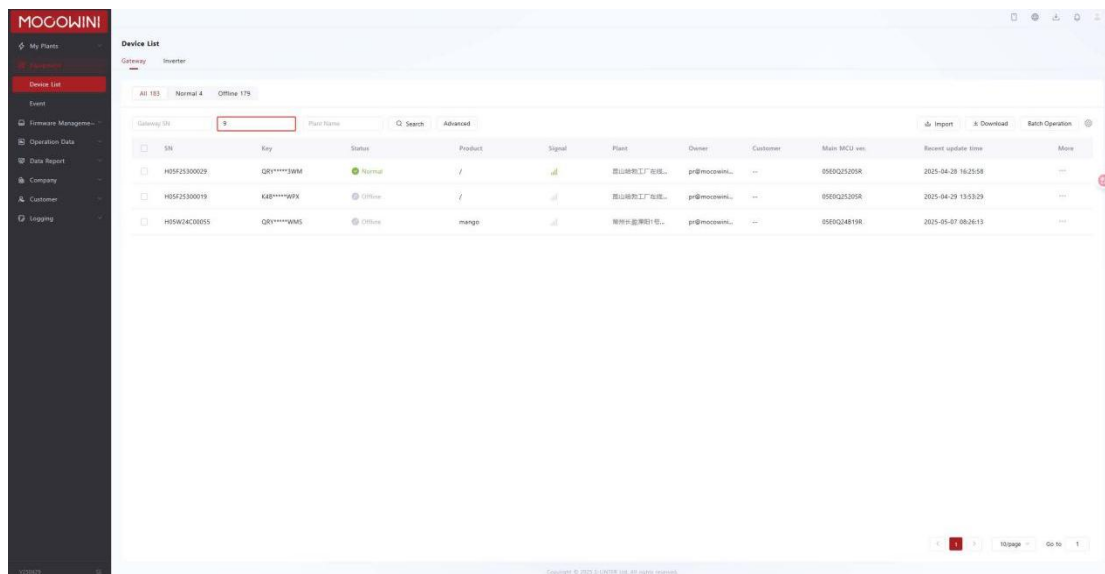 MOCOWINI
My Plants
Device List
Event
Firmware Manageme...
Operation Data
Data Report
Company
Customer
Logging
Device List
Gateway Inverter
All 183 Normal 4 Offline 179
Gateway SN 9 Plant Name Search Advanced Import Download Batch Operation
SN Key Status Product Signal Plant Owner Customer Main MCU ver. Recent update time More
H05F25300029 QRY*****3WM Normal / pr@mocowini... -- 05E0Q25205R 2025-04-28 16:25:58 ...
H05F25300019 K4B*****WPX Offline / pr@mocowini... -- 05E0Q25205R 2025-04-29 13:53:29 ...
H05W24C00055 QRY*****WMS Offline mango pr@mocowini... -- 05E0Q24819R 2025-05-07 08:26:13 ...
1 10/page Go to 1